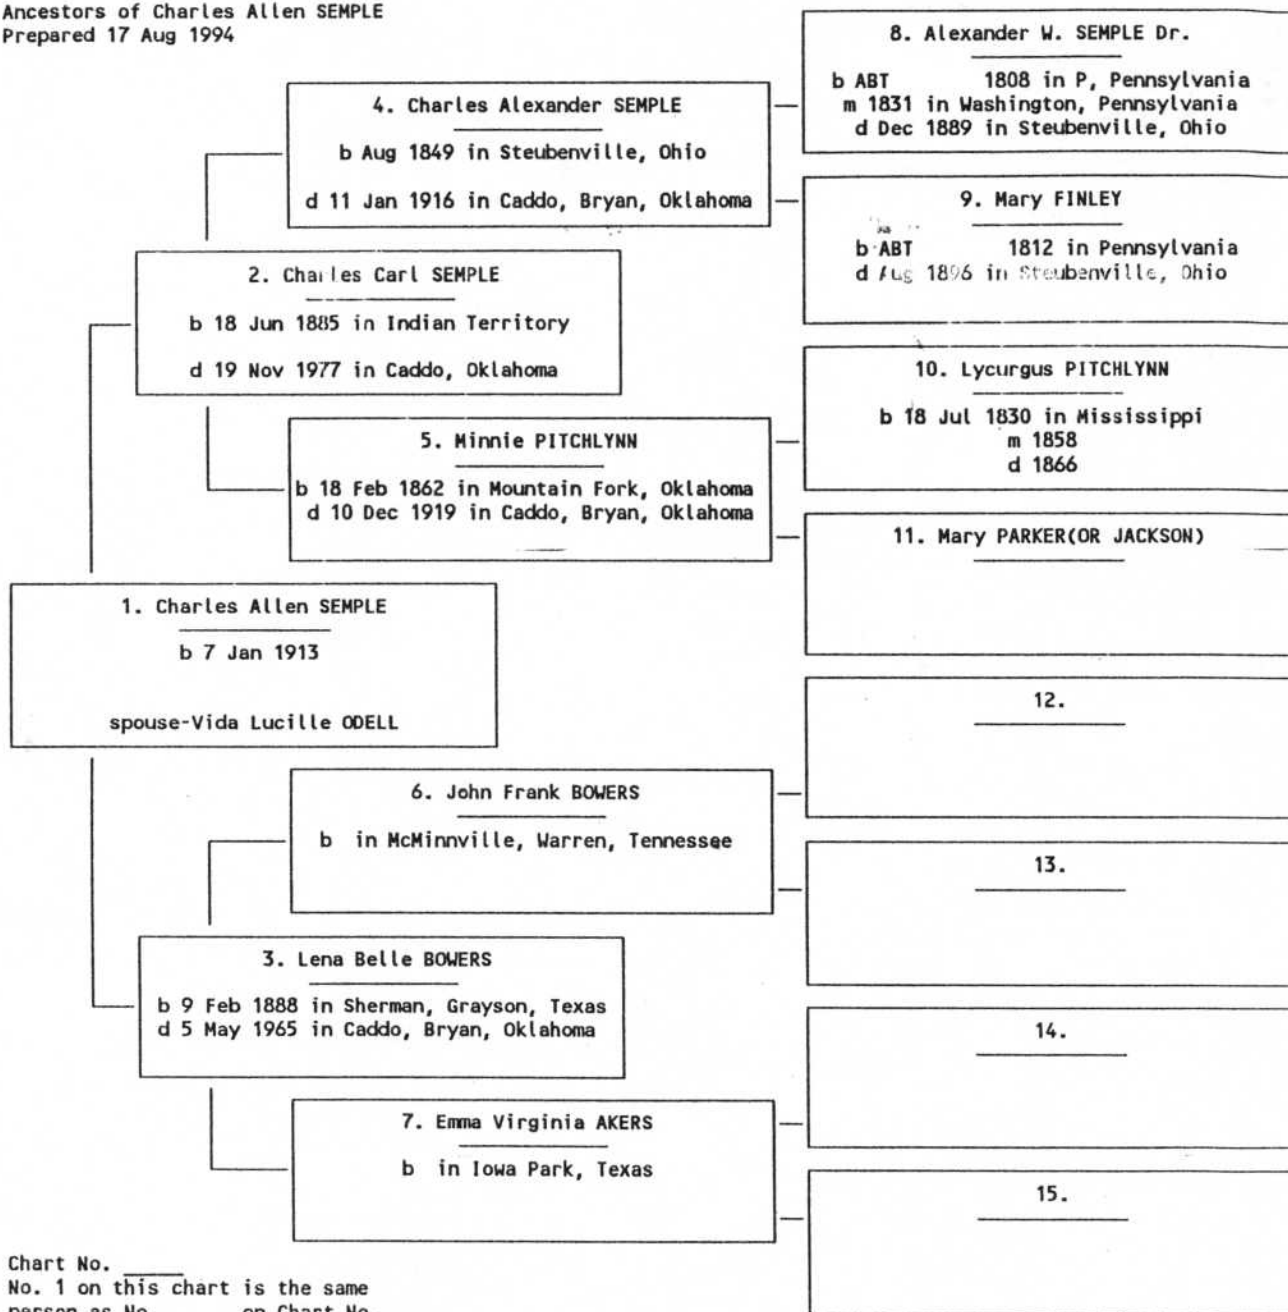 Ancestors of Charles Allen SEMPLE
Prepared 17 Aug 1994
8. Alexander W. SEMPLE Dr.
b ABT 1808 in P, Pennsylvania
m 1831 in Washington, Pennsylvania
d Dec 1889 in Steubenville, Ohio
4. Charles Alexander SEMPLE
b Aug 1849 in Steubenville, Ohio
d 11 Jan 1916 in Caddo, Bryan, Oklahoma
9. Mary FINLEY
b ABT 1812 in Pennsylvania
d Aug 1896 in Steubenville, Ohio
2. Charles Carl SEMPLE
b 18 Jun 1885 in Indian Territory
d 19 Nov 1977 in Caddo, Oklahoma
10. Lycurgus PITCHLYNN
b 18 Jul 1830 in Mississippi
m 1858
d 1866
5. Minnie PITCHLYNN
b 18 Feb 1862 in Mountain Fork, Oklahoma
d 10 Dec 1919 in Caddo, Bryan, Oklahoma
11. Mary PARKER(OR JACKSON)
1. Charles Allen SEMPLE
b 7 Jan 1913
spouse-Vida Lucille ODELL
12.
6. John Frank BOWERS
b in McMinnville, Warren, Tennessee
13.
3. Lena Belle BOWERS
b 9 Feb 1888 in Sherman, Grayson, Texas
d 5 May 1965 in Caddo, Bryan, Oklahoma
14.
7. Emma Virginia AKERS
b in Iowa Park, Texas
15.
Chart No.
No. 1 on this chart is the same
person as No. on Chart No.